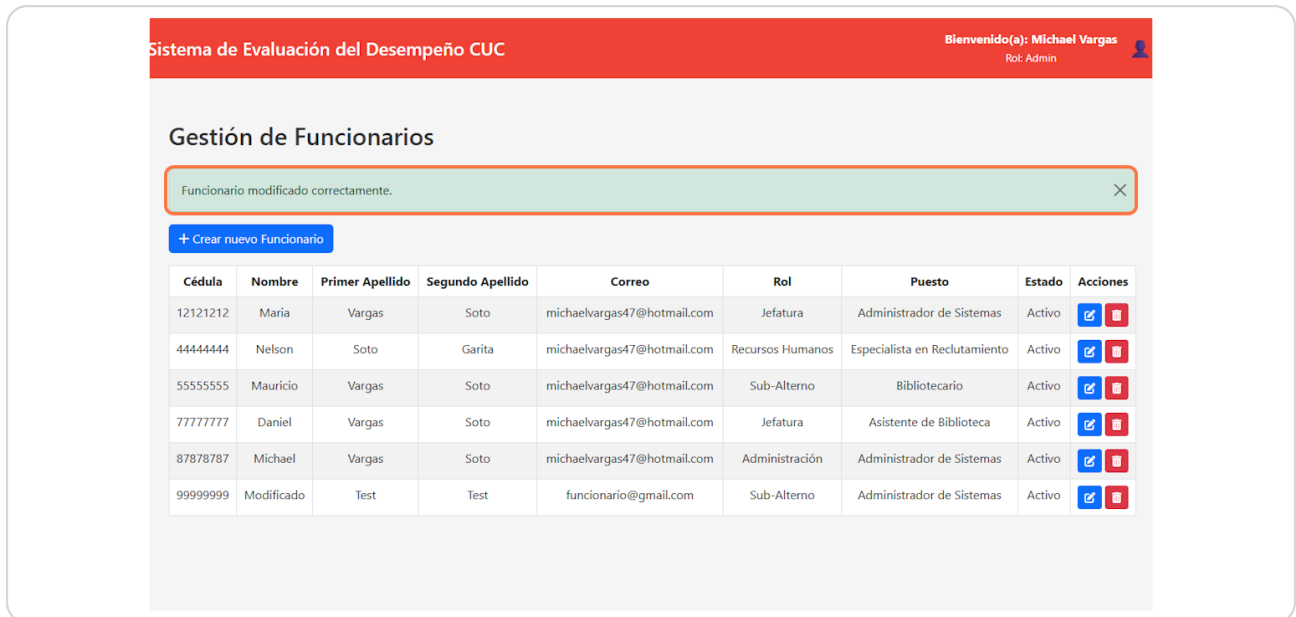 Sistema de Evaluación del Desempeño CUC
Bienvenido(a): Michael Vargas
Rol: Admin
Gestión de Funcionarios
Funcionario modificado correctamente.
+ Crear nuevo Funcionario
Cédula Nombre Primer Apellido Segundo Apellido Correo Rol Puesto Estado Acciones
12121212 Maria Vargas Soto michaelvargas47@hotmail.com Jefatura Administrador de Sistemas Activo
44444444 Nelson Soto Garita michaelvargas47@hotmail.com Recursos Humanos Especialista en Reclutamiento Activo
55555555 Mauricio Vargas Soto michaelvargas47@hotmail.com Sub-Alterno Bibliotecario Activo
77777777 Daniel Vargas Soto michaelvargas47@hotmail.com Jefatura Asistente de Biblioteca Activo
87878787 Michael Vargas Soto michaelvargas47@hotmail.com Administración Administrador de Sistemas Activo
99999999 Modificado Test Test funcionario@gmail.com Sub-Alterno Administrador de Sistemas Activo